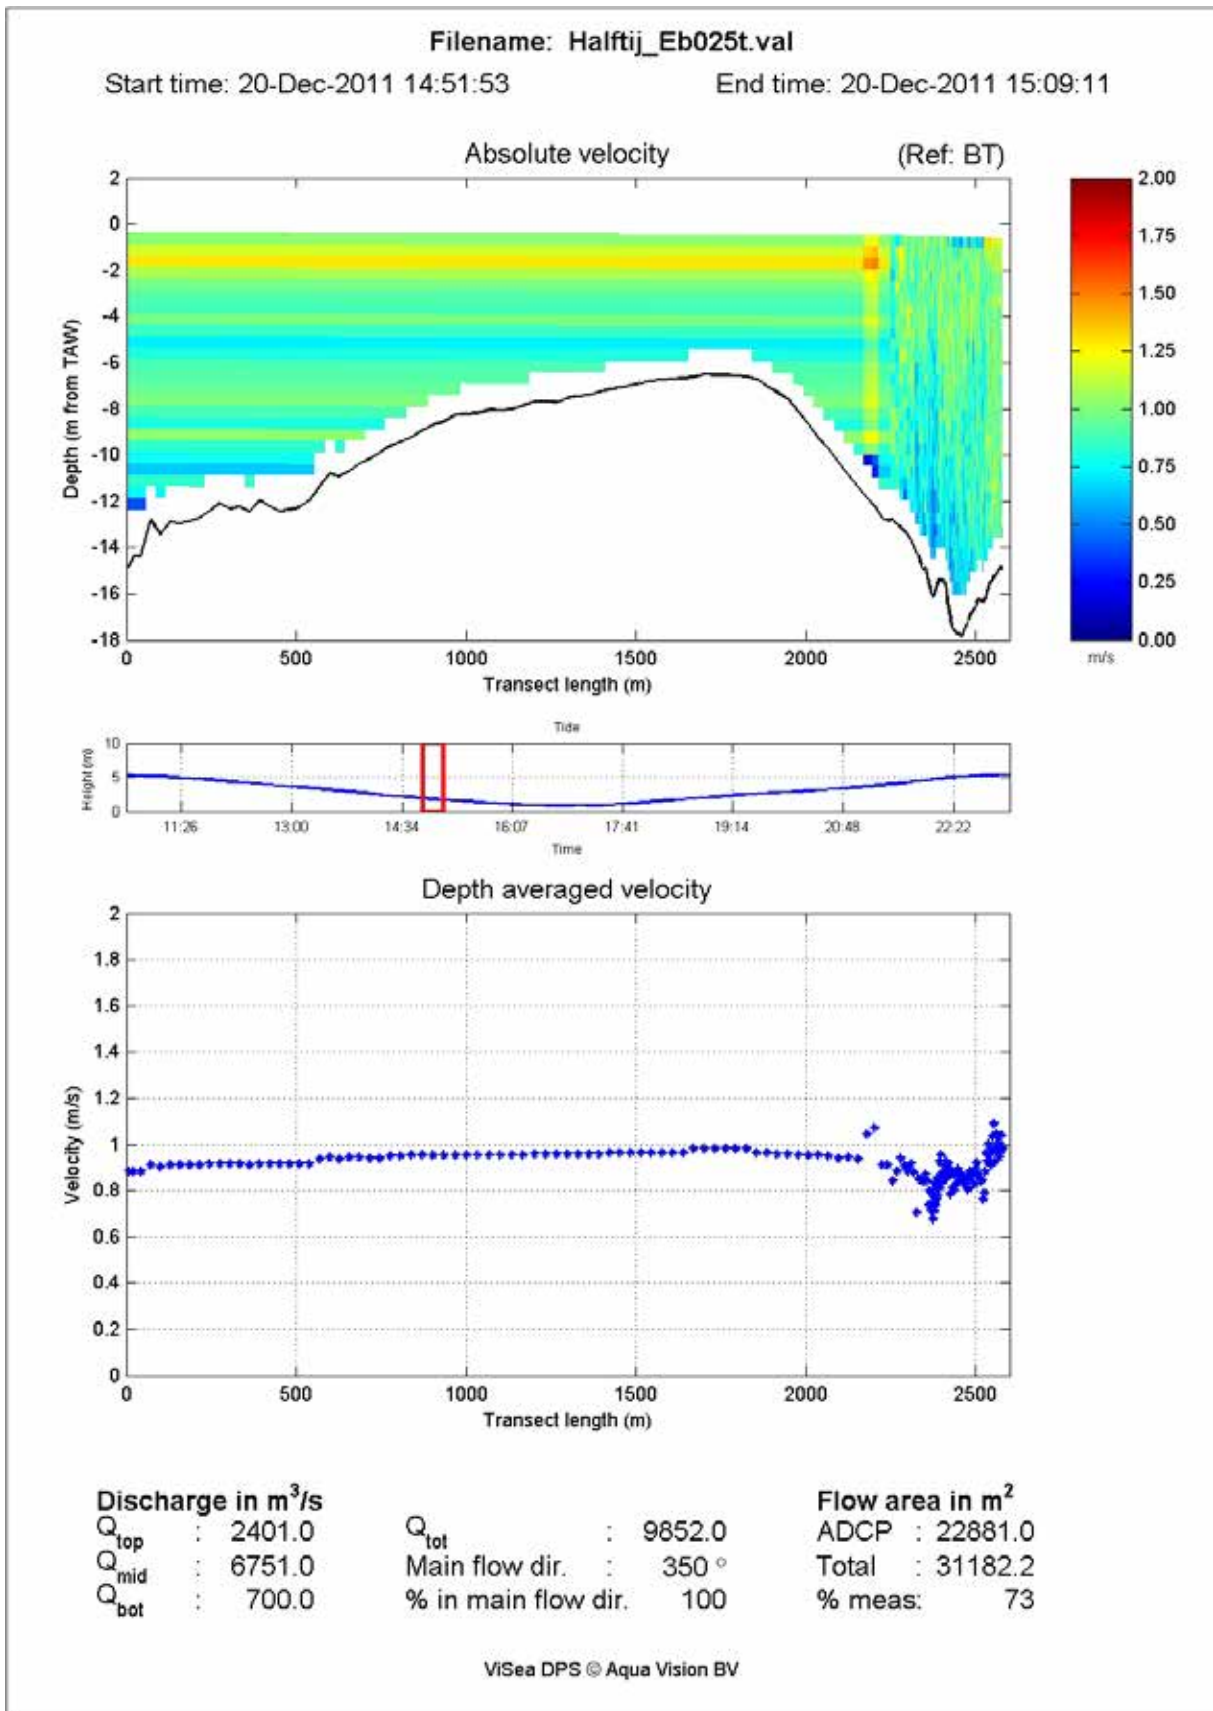 Filename: Halftij_Eb025t.val
Start time: 20-Dec-2011 14:51:53 End time: 20-Dec-2011 15:09:11
Absolute velocity (Ref: BT)
2
0
-2
-4
-6
-8
-10
-12
-14
-16
-18
Depth (m from TAW)
0 500 1000 1500 2000 2500
Transect length (m)
2.00
1.75
1.50
1.25
1.00
0.75
0.50
0.25
0.00
m/s
Tide
10
5
0
Height (m)
11:26 13:00 14:34 16:07 17:41 19:14 20:48 22:22
Time
Depth averaged velocity
2
1.8
1.6
1.4
1.2
1
0.8
0.6
0.4
0.2
0
Velocity (m/s)
0 500 1000 1500 2000 2500
Transect length (m)
Discharge in m³/s Flow area in m²
Q_top : 2401.0 Q_tot : 9852.0 ADCP : 22881.0
Q_mid : 6751.0 Main flow dir. : 350 ° Total : 31182.2
Q_bot : 700.0 % in main flow dir. 100 % meas: 73
ViSea DPS © Aqua Vision BV